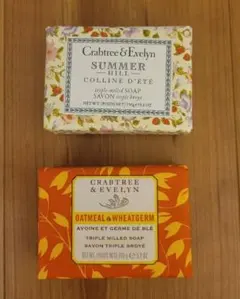 Crabtree & Evelyn
SUMMER
HILL
COLLINE D'ÉTÉ
triple-milled SOAP
SAVON triple broyé
CRABTREE
& EVELYN
OATMEAL & WHEATGERM
AVOINE ET GERME DE BLÉ
TRIPLE MILLED SOAP
SAVON TRIPLE BROYÉ